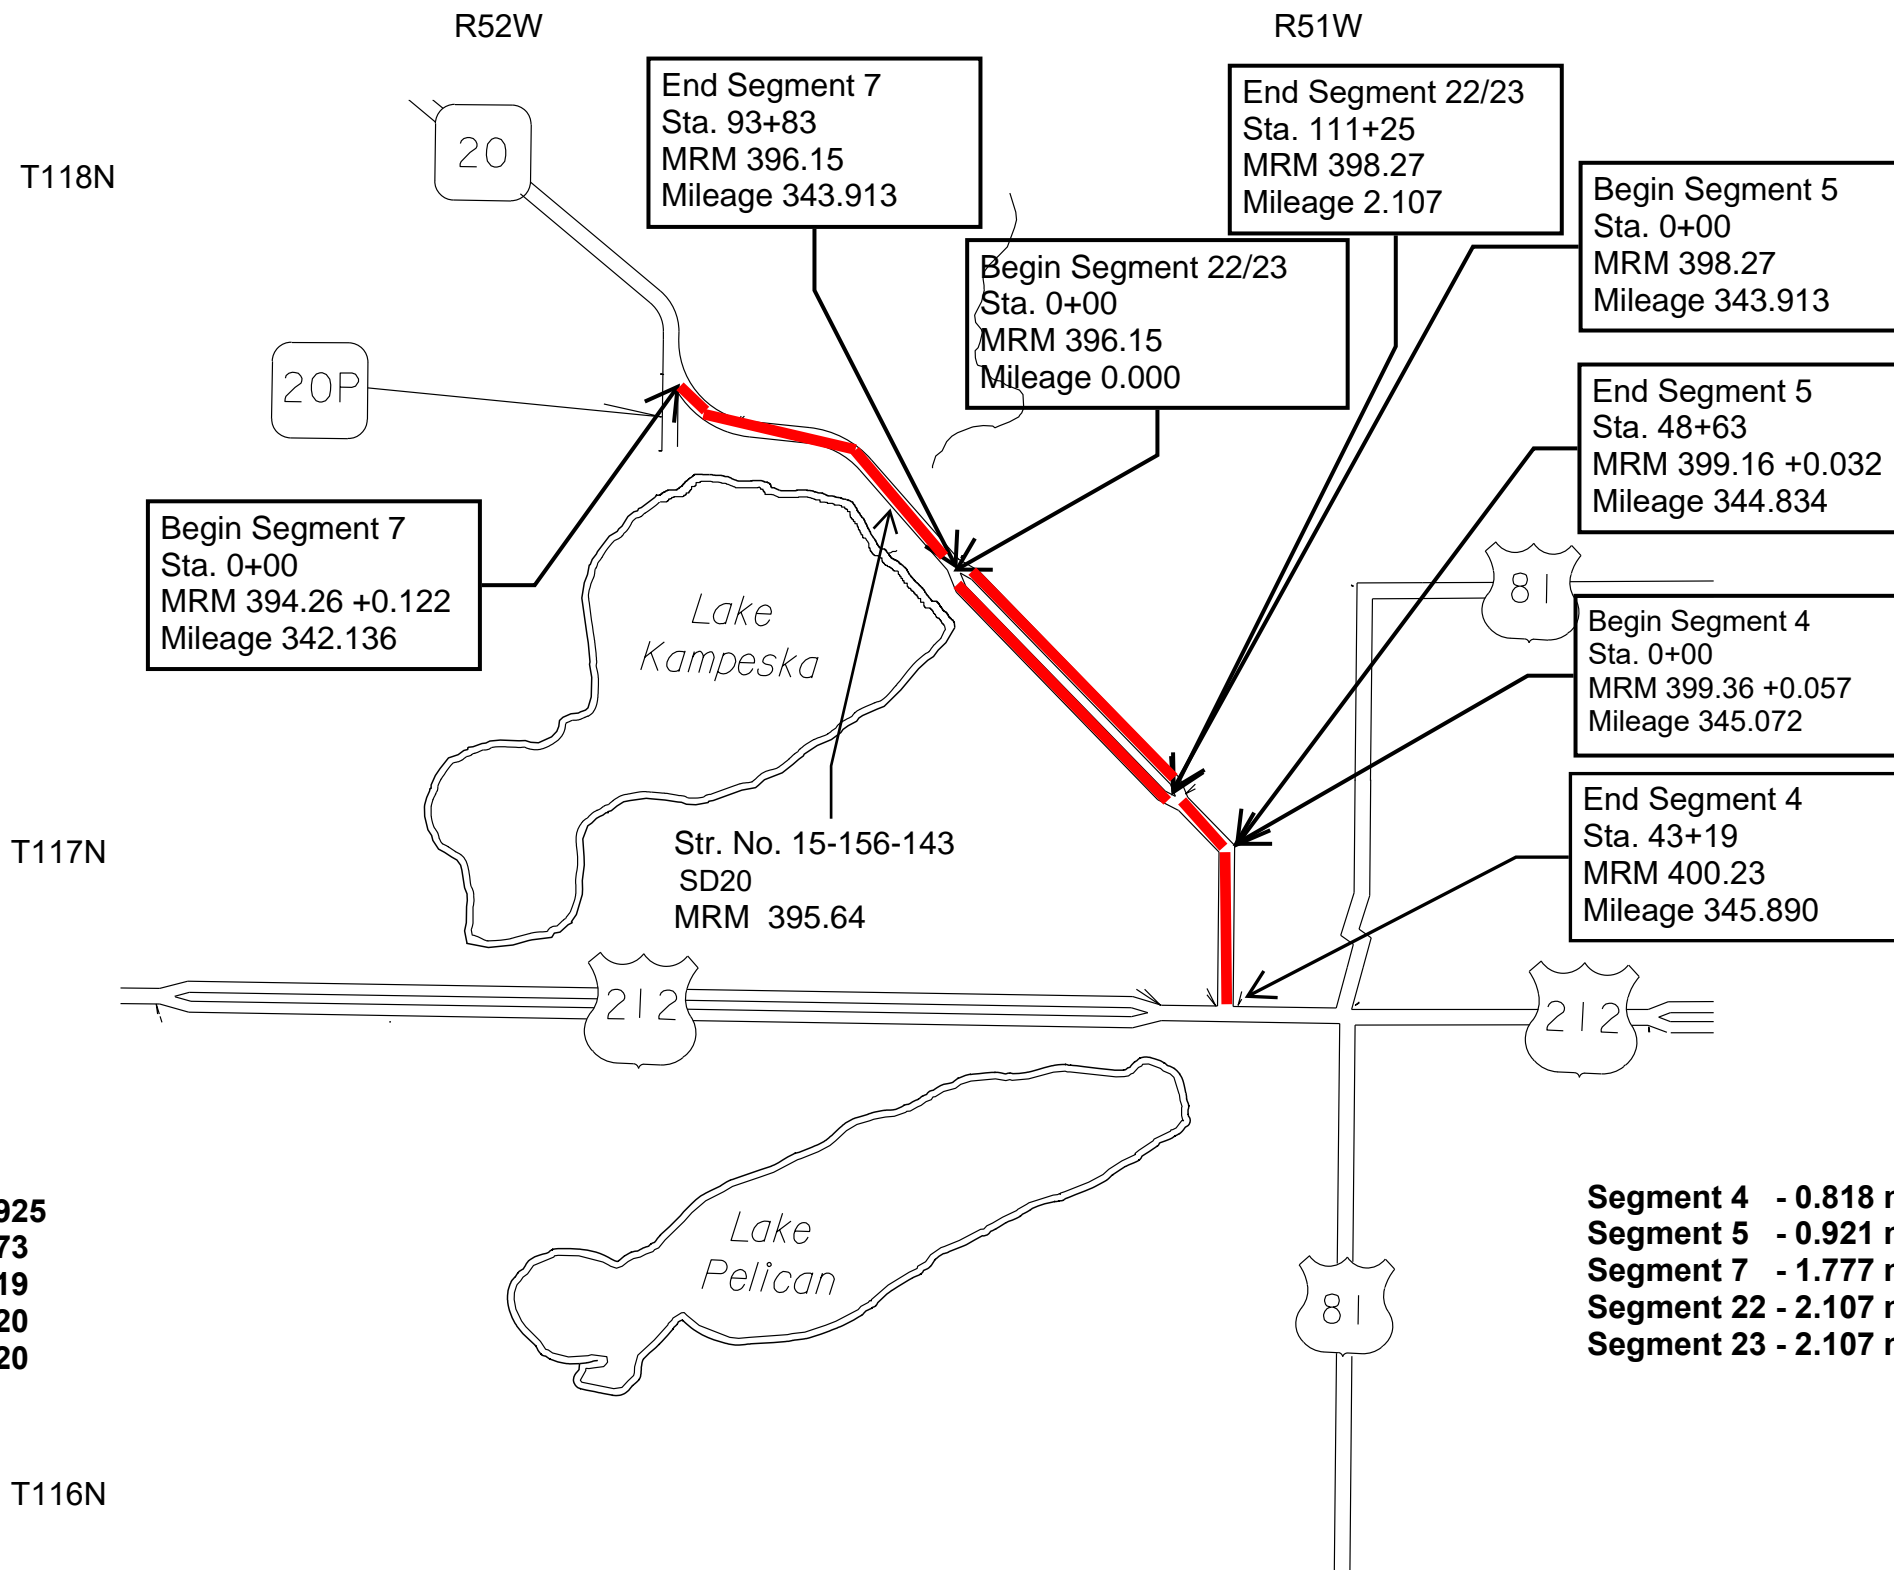 R52W
R51W
End Segment 7
Sta. 93+83
MRM 396.15
Mileage 343.913
End Segment 22/23
Sta. 111+25
MRM 398.27
Mileage 2.107
20
T118N
Begin Segment 5
Sta. 0+00
MRM 398.27
Mileage 343.913
Begin Segment 22/23
Sta. 0+00
MRM 396.15
Mileage 0.000
20P
End Segment 5
Sta. 48+63
MRM 399.16 +0.032
Mileage 344.834
Begin Segment 7
Sta. 0+00
MRM 394.26 +0.122
Mileage 342.136
81
Lake
Kampeska
Begin Segment 4
Sta. 0+00
MRM 399.36 +0.057
Mileage 345.072
End Segment 4
Sta. 43+19
MRM 400.23
Mileage 345.890
T117N
Str. No. 15-156-143
SD20
MRM 395.64
212
212
Lake
Pelican
81
925
73
19
20
20
Segment 4 - 0.818
Segment 5 - 0.921
Segment 7 - 1.777
Segment 22 - 2.107
Segment 23 - 2.107
T116N